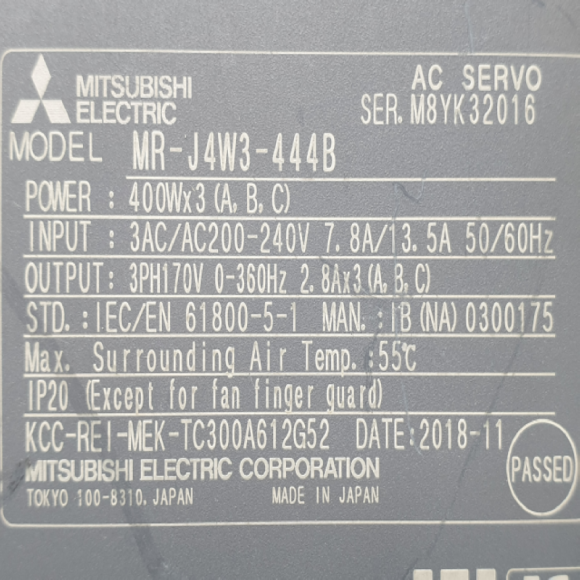 MITSUBISHI
ELECTRIC
AC SERVO
SER. M8YK32016
MODEL MR-J4W3-444B
POWER : 400Wx3 (A, B, C)
INPUT : 3AC/AC200-240V 7.8A/13.5A 50/60Hz
OUTPUT: 3PH170V 0-360Hz 2.8Ax3 (A, B, C)
STD. : IEC/EN 61800-5-1 MAN. : IB (NA) 0300175
Max. Surrounding Air Temp. : 55℃
IP20 (Except for fan finger guard)
KCC-REI-MEK-TC300A612G52 DATE: 2018-11
MITSUBISHI ELECTRIC CORPORATION
TOKYO 100-8310, JAPAN MADE IN JAPAN
PASSED